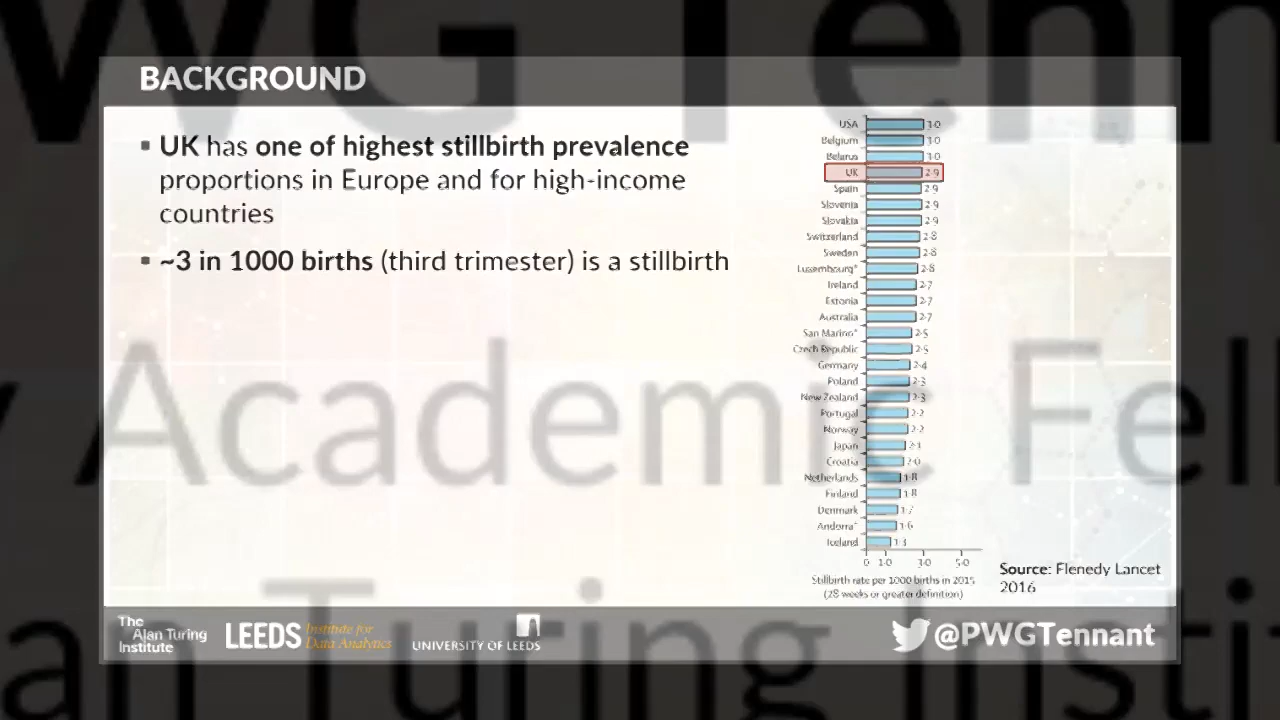 WG Tenn
BACKGROUND
▪ UK has one of highest stillbirth prevalence
proportions in Europe and for high-income
countries
▪ ~3 in 1000 births (third trimester) is a stillbirth
USA 3·0
Belgium 3·0
Belarus 3·0
UK 2·9
Spain 2·9
Slovenia 2·9
Slovakia 2·9
Switzerland 2·8
Sweden 2·8
Luxembourg* 2·8
Ireland 2·7
Estonia 2·7
Australia 2·7
San Marino* 2·5
Czech Republic 2·5
Germany 2·4
Poland 2·3
New Zealand 2·3
Portugal 2·2
Norway 2·2
Japan 2·1
Croatia 2·0
Netherlands 1·8
Finland 1·8
Denmark 1·7
Andorra* 1·6
Iceland 1·3
0 1·0 3·0 5·0
Stillbirth rate per 1000 births in 2015
(28 weeks or greater definition)
Source: Flenedy Lancet
2016
y Academic Fell
an Turing Insti
The
Alan Turing
Institute
LEEDS Institute for
Data Analytics
UNIVERSITY OF LEEDS
@PWGTennant